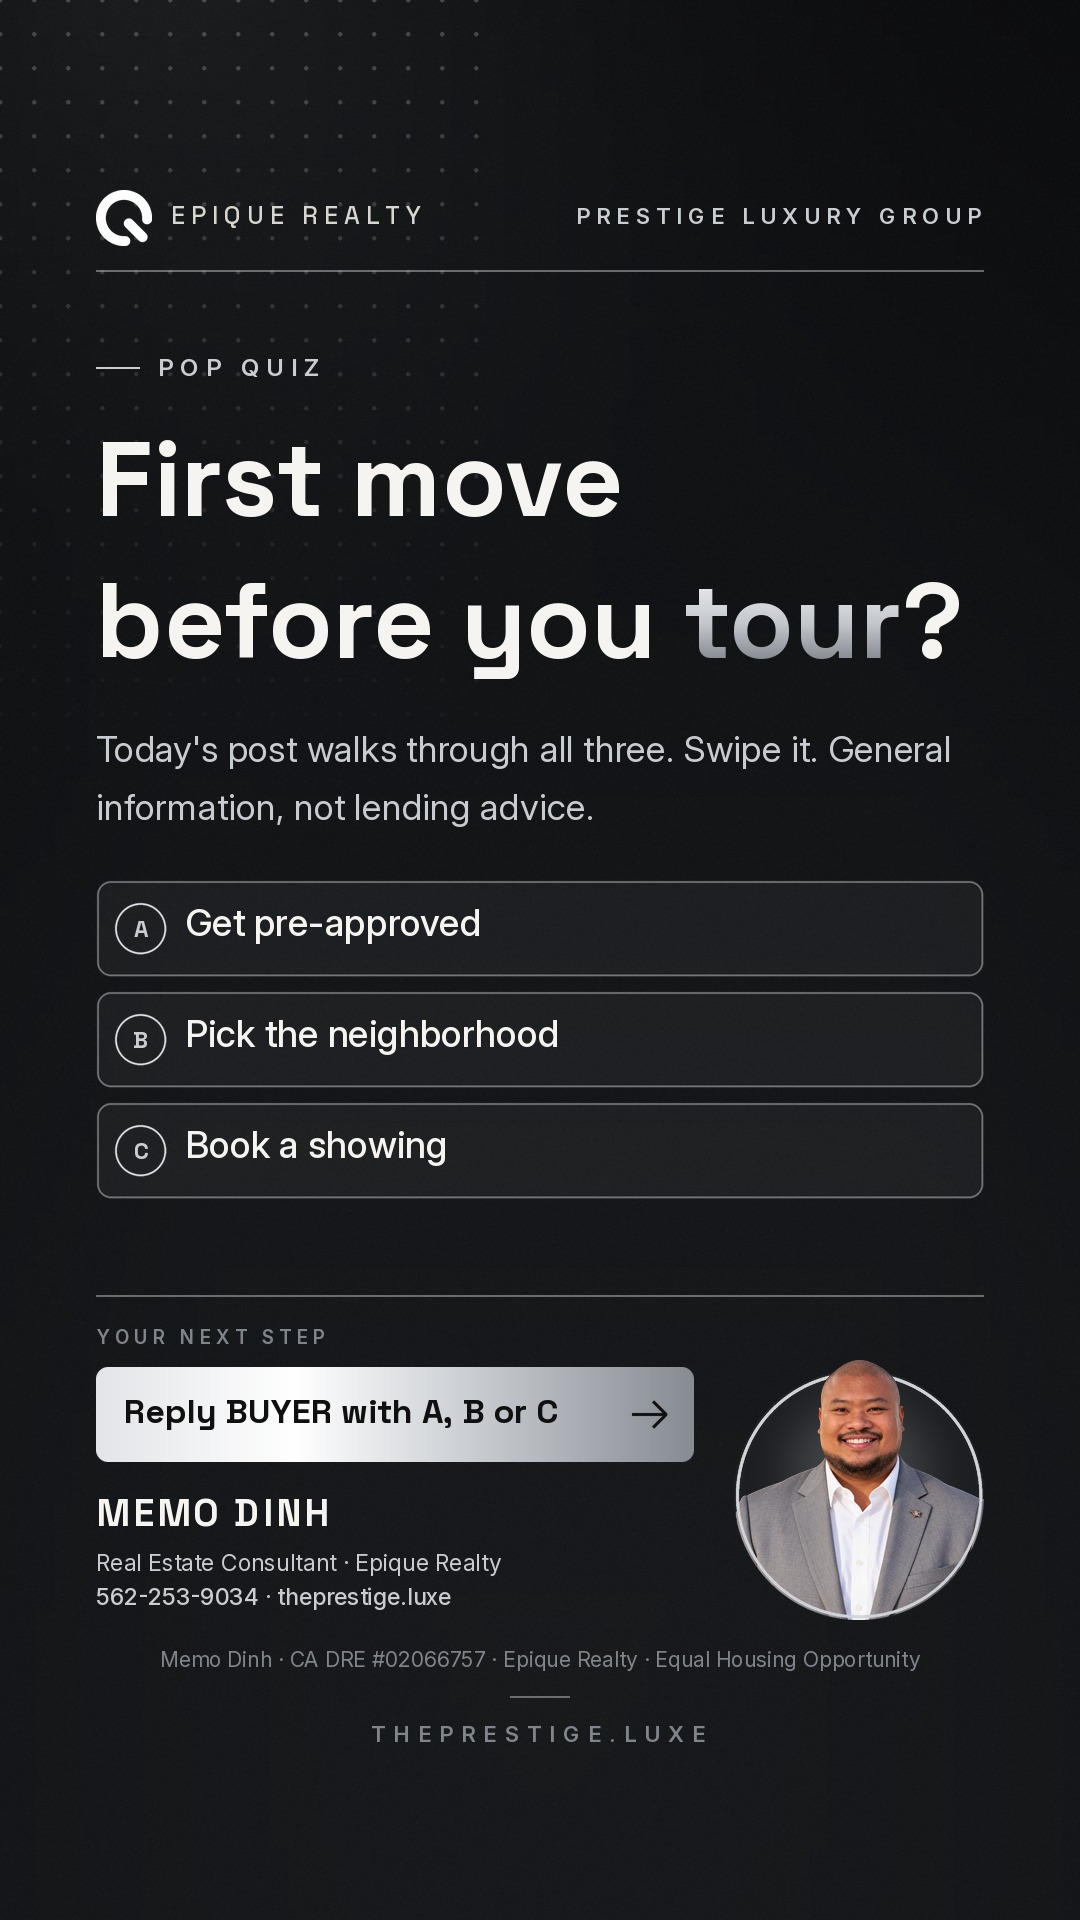 EPIQUE REALTY
PRESTIGE LUXURY GROUP
POP QUIZ
First move
before you tour?
Today's post walks through all three. Swipe it. General
information, not lending advice.
A Get pre-approved
B Pick the neighborhood
C Book a showing
YOUR NEXT STEP
Reply BUYER with A, B or C →
MEMO DINH
Real Estate Consultant · Epique Realty
562-253-9034 · theprestige.luxe
Memo Dinh · CA DRE #02066757 · Epique Realty · Equal Housing Opportunity
THEPRESTIGE.LUXE